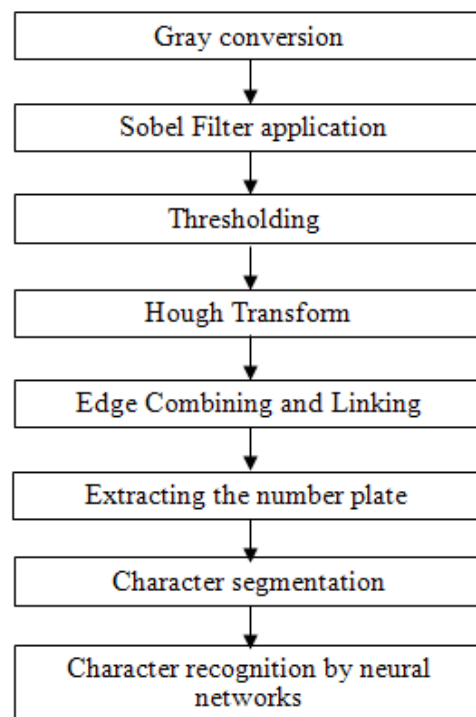 Gray conversion
Sobel Filter application
Thresholding
Hough Transform
Edge Combining and Linking
Extracting the number plate
Character segmentation
Character recognition by neural
networks